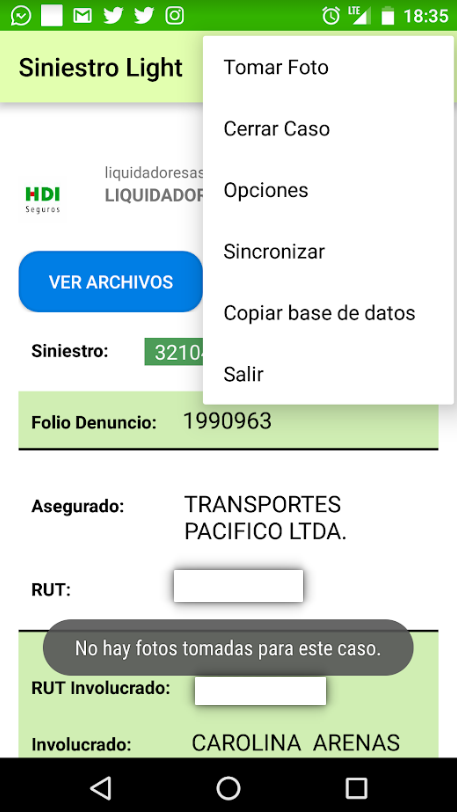 LTE
18:35
Siniestro Light
Tomar Foto
Cerrar Caso
Opciones
Sincronizar
Copiar base de datos
Salir
liquidadoresas
HDI
Seguros
LIQUIDADOR
VER ARCHIVOS
Siniestro:
3210
Folio Denuncio:
1990963
Asegurado:
TRANSPORTES
PACIFICO LTDA.
RUT:
No hay fotos tomadas para este caso.
RUT Involucrado:
Involucrado:
CAROLINA ARENAS